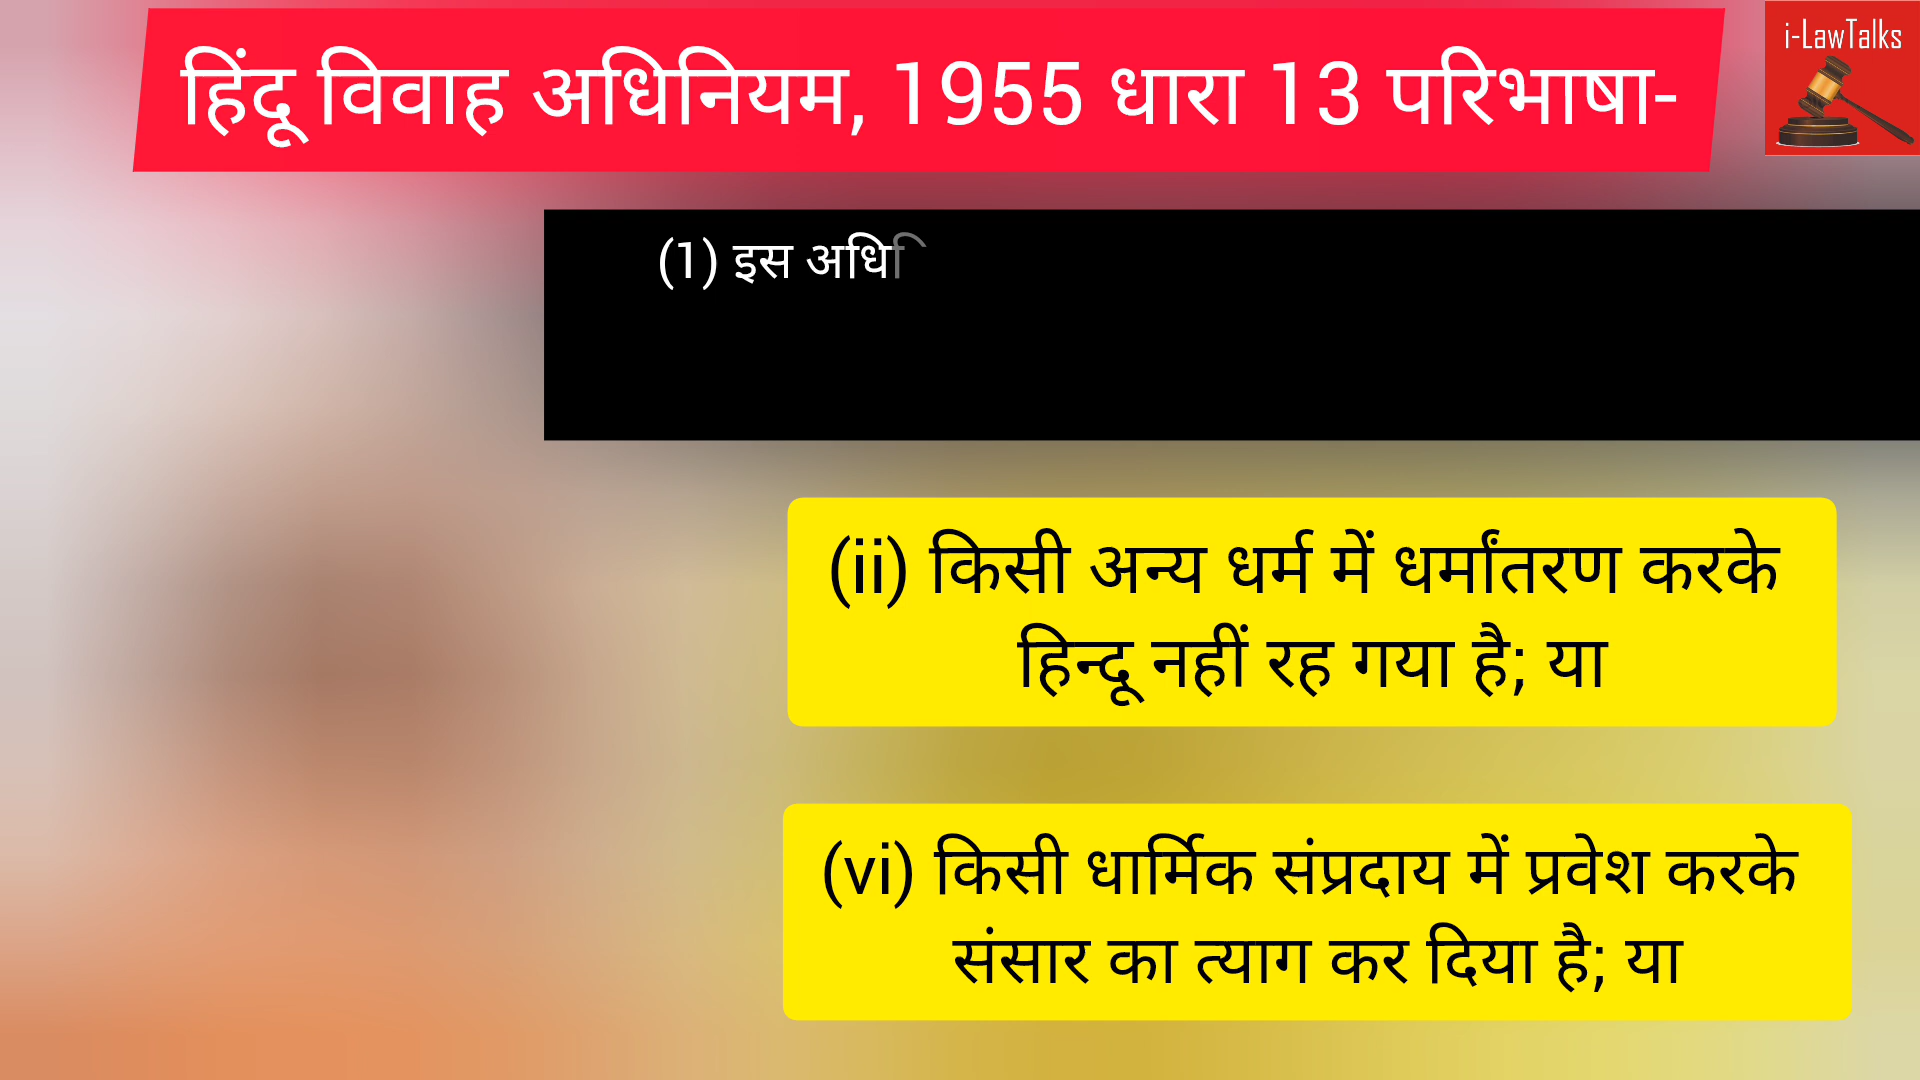 हिंदू विवाह अधिनियम, 1955 धारा 13 परिभाषा-
i-LawTalks
(1) इस
(ii) किसी अन्य धर्म में धर्मांतरण करके
हिन्दू नहीं रह गया है; या
(vi) किसी धार्मिक संप्रदाय में प्रवेश करके
संसार का त्याग कर दिया है; या